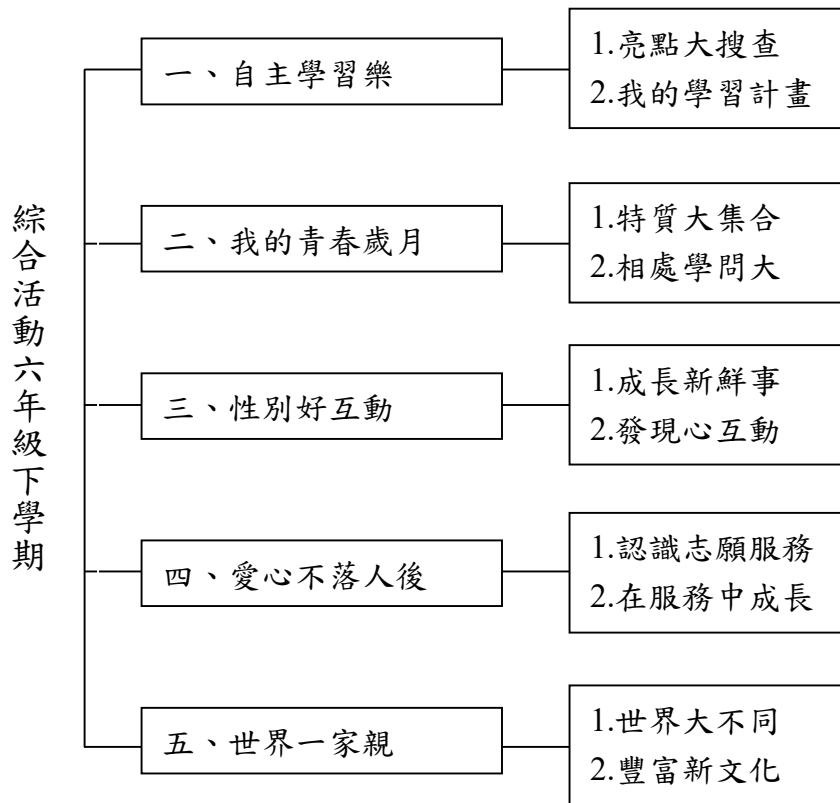 綜合活動六年級下學期
一、自主學習樂
1.亮點大搜查
2.我的學習計畫
二、我的青春歲月
1.特質大集合
2.相處學問大
三、性別好互動
1.成長新鮮事
2.發現心互動
四、愛心不落人後
1.認識志願服務
2.在服務中成長
五、世界一家親
1.世界大不同
2.豐富新文化